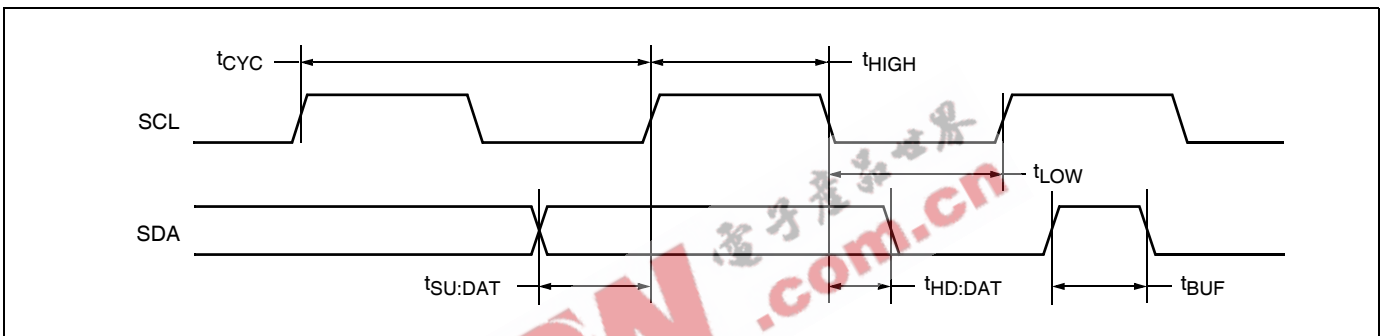 tCYC
tHIGH
SCL
tLOW
SDA
tSU:DAT
tHD:DAT
tBUF
電子產品世界
.com.cn